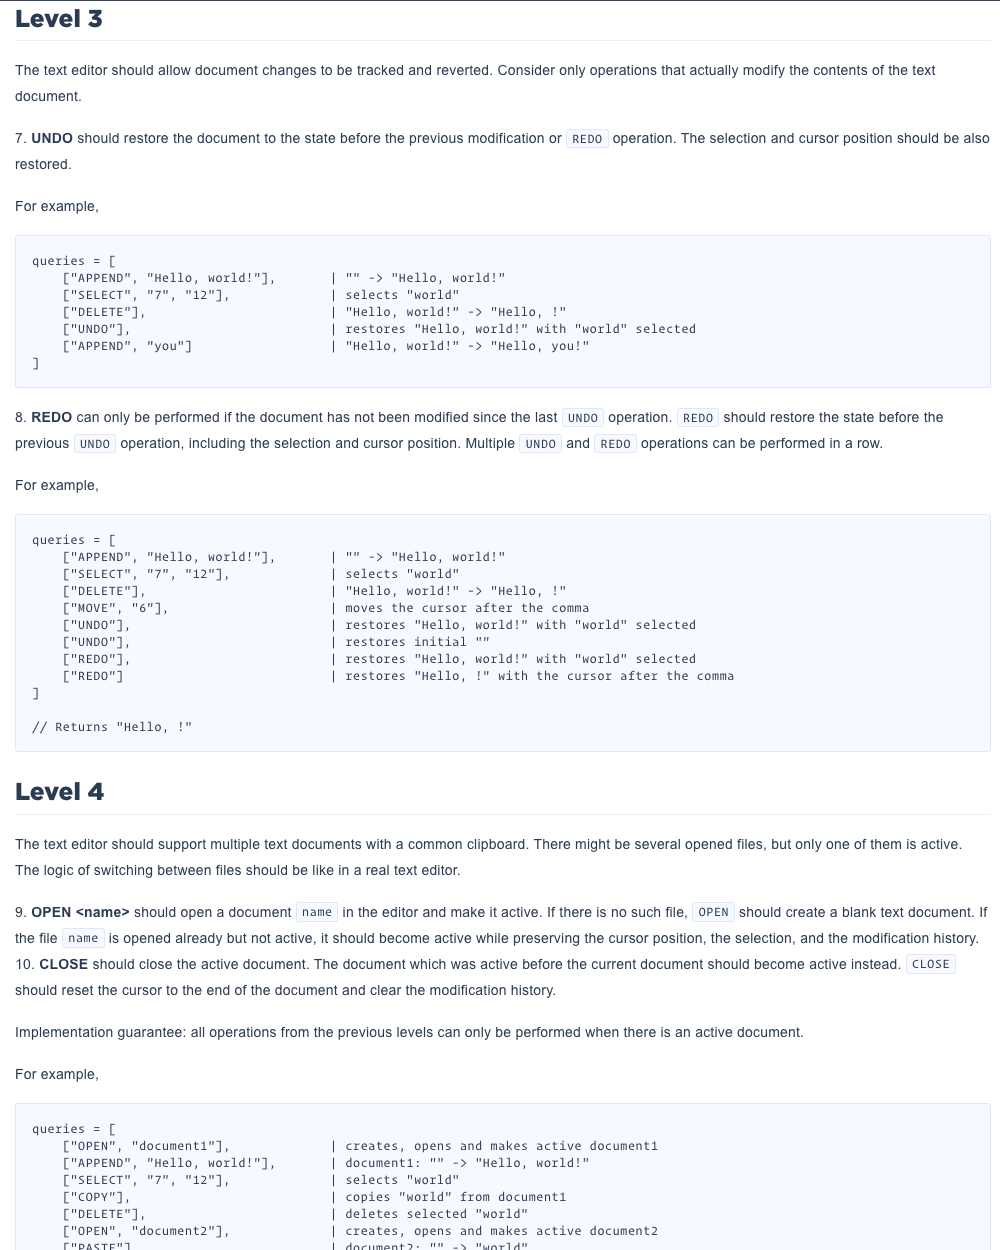 Level 3
The text editor should allow document changes to be tracked and reverted. Consider only operations that actually modify the contents of the text
document.
7. UNDO should restore the document to the state before the previous modification or REDO operation. The selection and cursor position should be also
restored.
For example,
queries = [
    ["APPEND", "Hello, world!"],       | "" -> "Hello, world!"
    ["SELECT", "7", "12"],             | selects "world"
    ["DELETE"],                        | "Hello, world!" -> "Hello, !"
    ["UNDO"],                          | restores "Hello, world!" with "world" selected
    ["APPEND", "you"]                  | "Hello, world!" -> "Hello, you!"
]
8. REDO can only be performed if the document has not been modified since the last UNDO operation. REDO should restore the state before the
previous UNDO operation, including the selection and cursor position. Multiple UNDO and REDO operations can be performed in a row.
For example,
queries = [
    ["APPEND", "Hello, world!"],       | "" -> "Hello, world!"
    ["SELECT", "7", "12"],             | selects "world"
    ["DELETE"],                        | "Hello, world!" -> "Hello, !"
    ["MOVE", "6"],                     | moves the cursor after the comma
    ["UNDO"],                          | restores "Hello, world!" with "world" selected
    ["UNDO"],                          | restores initial ""
    ["REDO"],                          | restores "Hello, world!" with "world" selected
    ["REDO"]                           | restores "Hello, !" with the cursor after the comma
]
// Returns "Hello, !"
Level 4
The text editor should support multiple text documents with a common clipboard. There might be several opened files, but only one of them is active.
The logic of switching between files should be like in a real text editor.
9. OPEN <name> should open a document name in the editor and make it active. If there is no such file, OPEN should create a blank text document. If
the file name is opened already but not active, it should become active while preserving the cursor position, the selection, and the modification history.
10. CLOSE should close the active document. The document which was active before the current document should become active instead. CLOSE
should reset the cursor to the end of the document and clear the modification history.
Implementation guarantee: all operations from the previous levels can only be performed when there is an active document.
For example,
queries = [
    ["OPEN", "document1"],             | creates, opens and makes active document1
    ["APPEND", "Hello, world!"],       | document1: "" -> "Hello, world!"
    ["SELECT", "7", "12"],             | selects "world"
    ["COPY"],                          | copies "world" from document1
    ["DELETE"],                        | deletes selected "world"
    ["OPEN", "document2"],             | creates, opens and makes active document2
    ["PASTE"]                          | document2: "" -> "world"